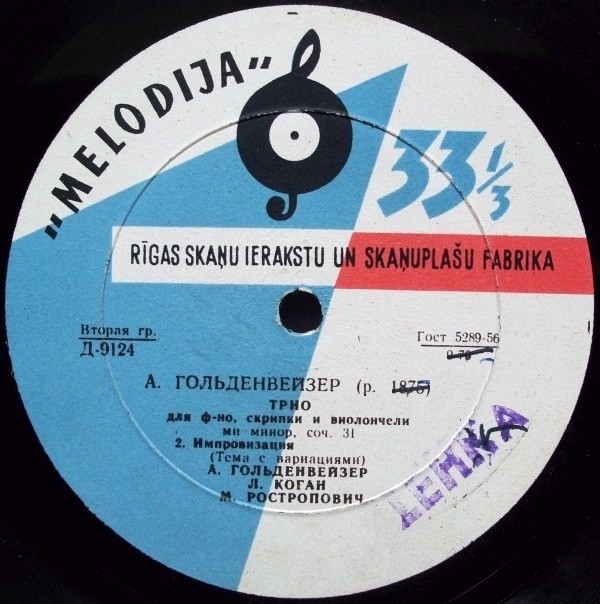 "MELODIJA"
33 1/3
RĪGAS SKAŅU IERAKSTU UN SKAŅUPLAŠU FABRIKA
Вторая гр.
Д-9124
Гост 5289-56
А. ГОЛЬДЕНВЕЙЗЕР (р. 1875)
ТРИО
для ф-но, скрипки и виолончели
ми минор, соч. 31
2. Импровизация
(Тема с вариациями)
А. ГОЛЬДЕНВЕЙЗЕР
Л. КОГАН
М. РОСТРОПОВИЧ